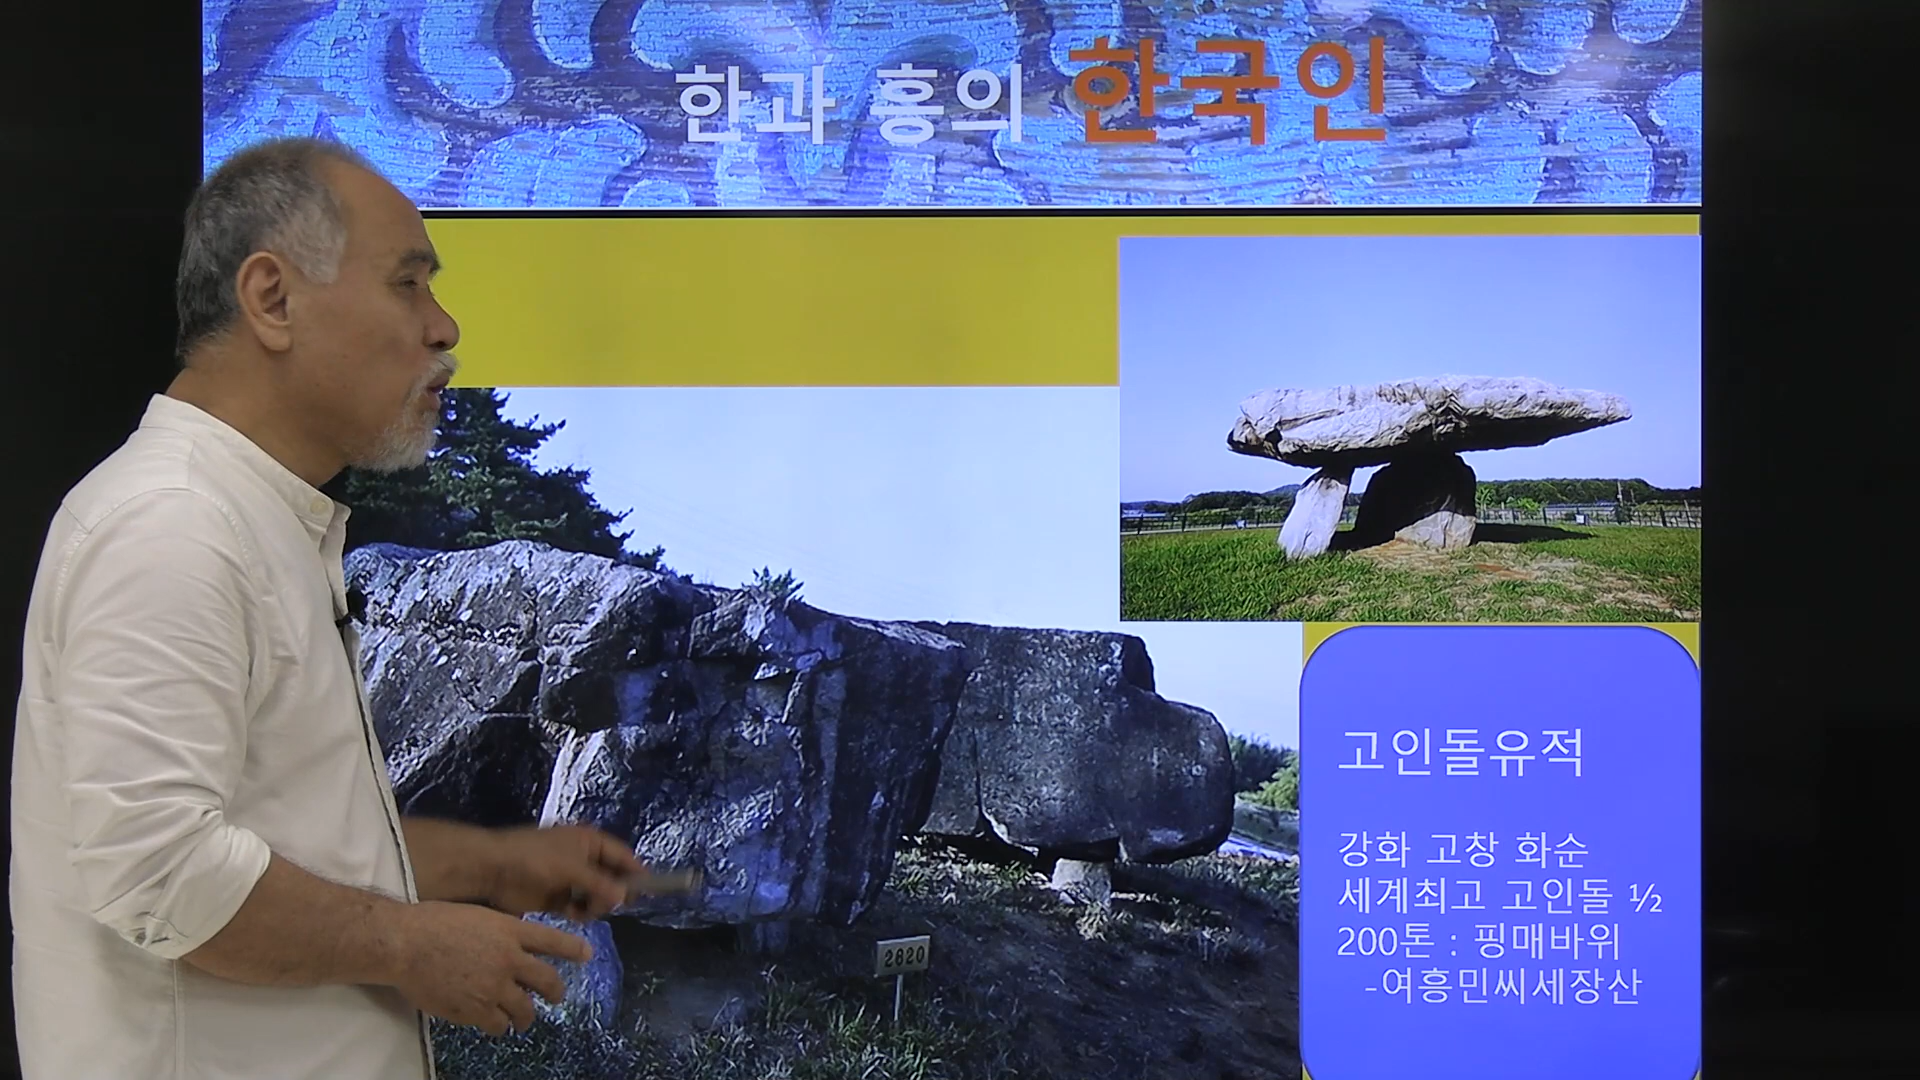 한과 흥의 한국인
2820
고인돌유적
강화 고창 화순
세계최고 고인돌 ½
200톤 : 핑매바위
-여흥민씨세장산